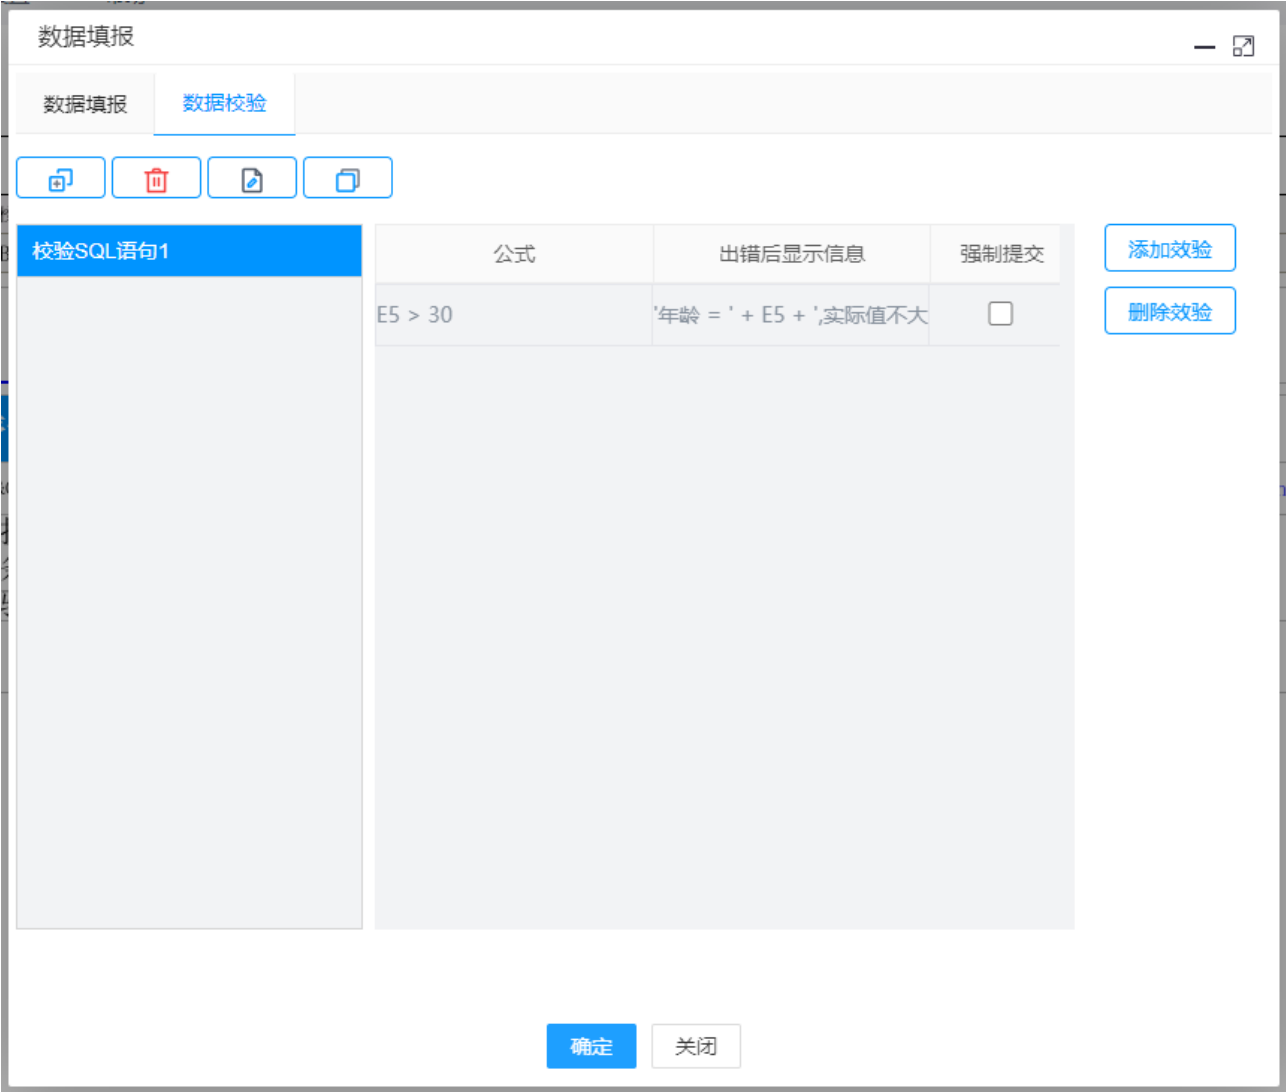 数据填报
数据填报 数据校验
校验SQL语句1
公式 出错后显示信息 强制提交
E5 > 30 '年龄 = ' + E5 + ',实际值不大
添加效验
删除效验
确定 关闭